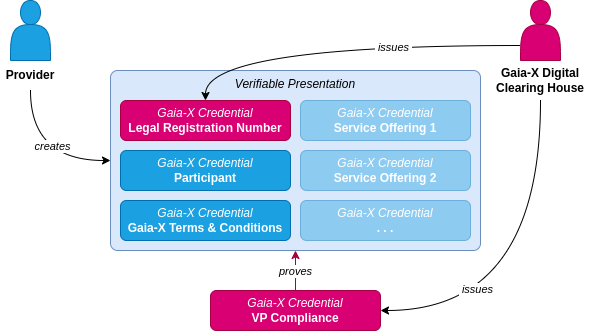 issues
Provider
Gaia-X Digital
Clearing House
Verifiable Presentation
Gaia-X Credential
Legal Registration Number
Gaia-X Credential
Service Offering 1
creates
Gaia-X Credential
Participant
Gaia-X Credential
Service Offering 2
Gaia-X Credential
Gaia-X Terms & Conditions
Gaia-X Credential
. . .
proves
issues
Gaia-X Credential
VP Compliance